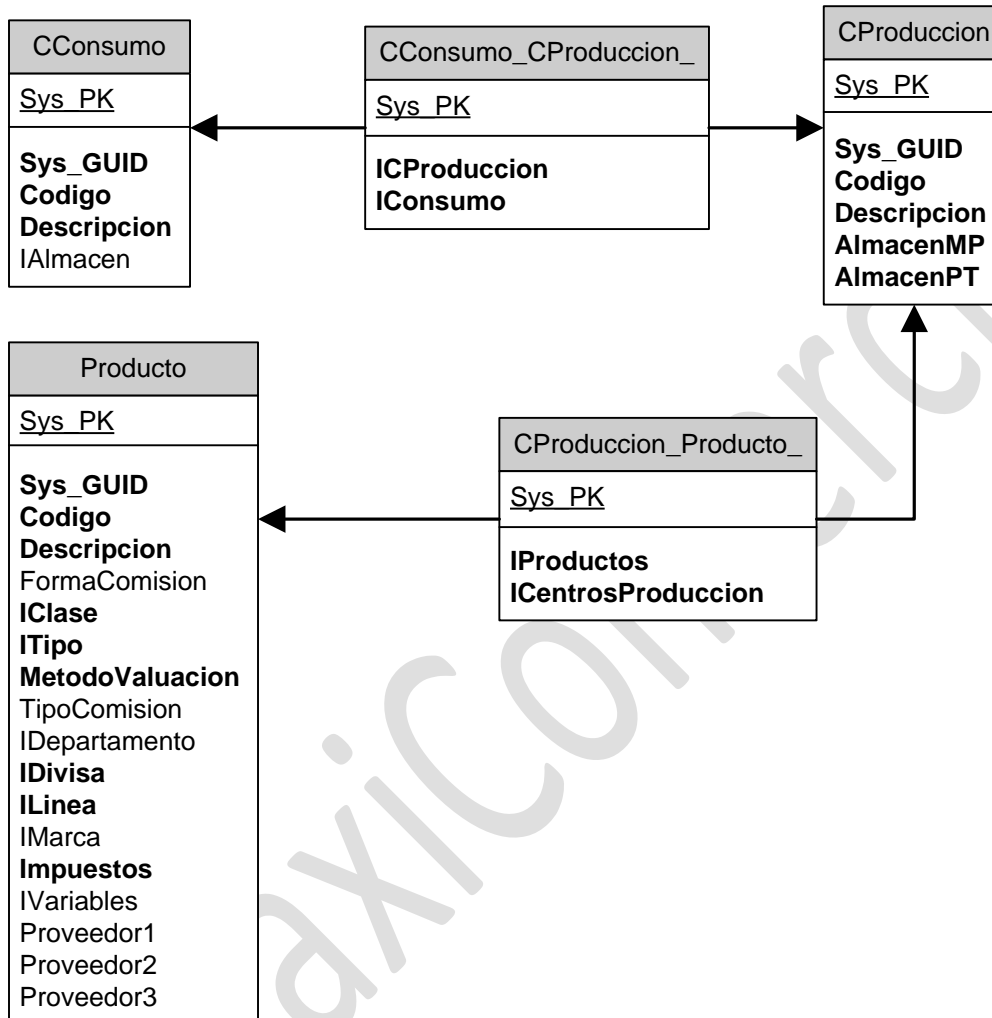 CConsumo
Sys_PK
Sys_GUID
Codigo
Descripcion
IAlmacen
CConsumo_CProduccion_
Sys_PK
ICProduccion
IConsumo
CProduccion
Sys_PK
Sys_GUID
Codigo
Descripcion
AlmacenMP
AlmacenPT
Producto
Sys_PK
Sys_GUID
Codigo
Descripcion
FormaComision
IClase
ITipo
MetodoValuacion
TipoComision
IDepartamento
IDivisa
ILinea
IMarca
Impuestos
IVariables
Proveedor1
Proveedor2
Proveedor3
CProduccion_Producto_
Sys_PK
IProductos
ICentrosProduccion
axiComerci